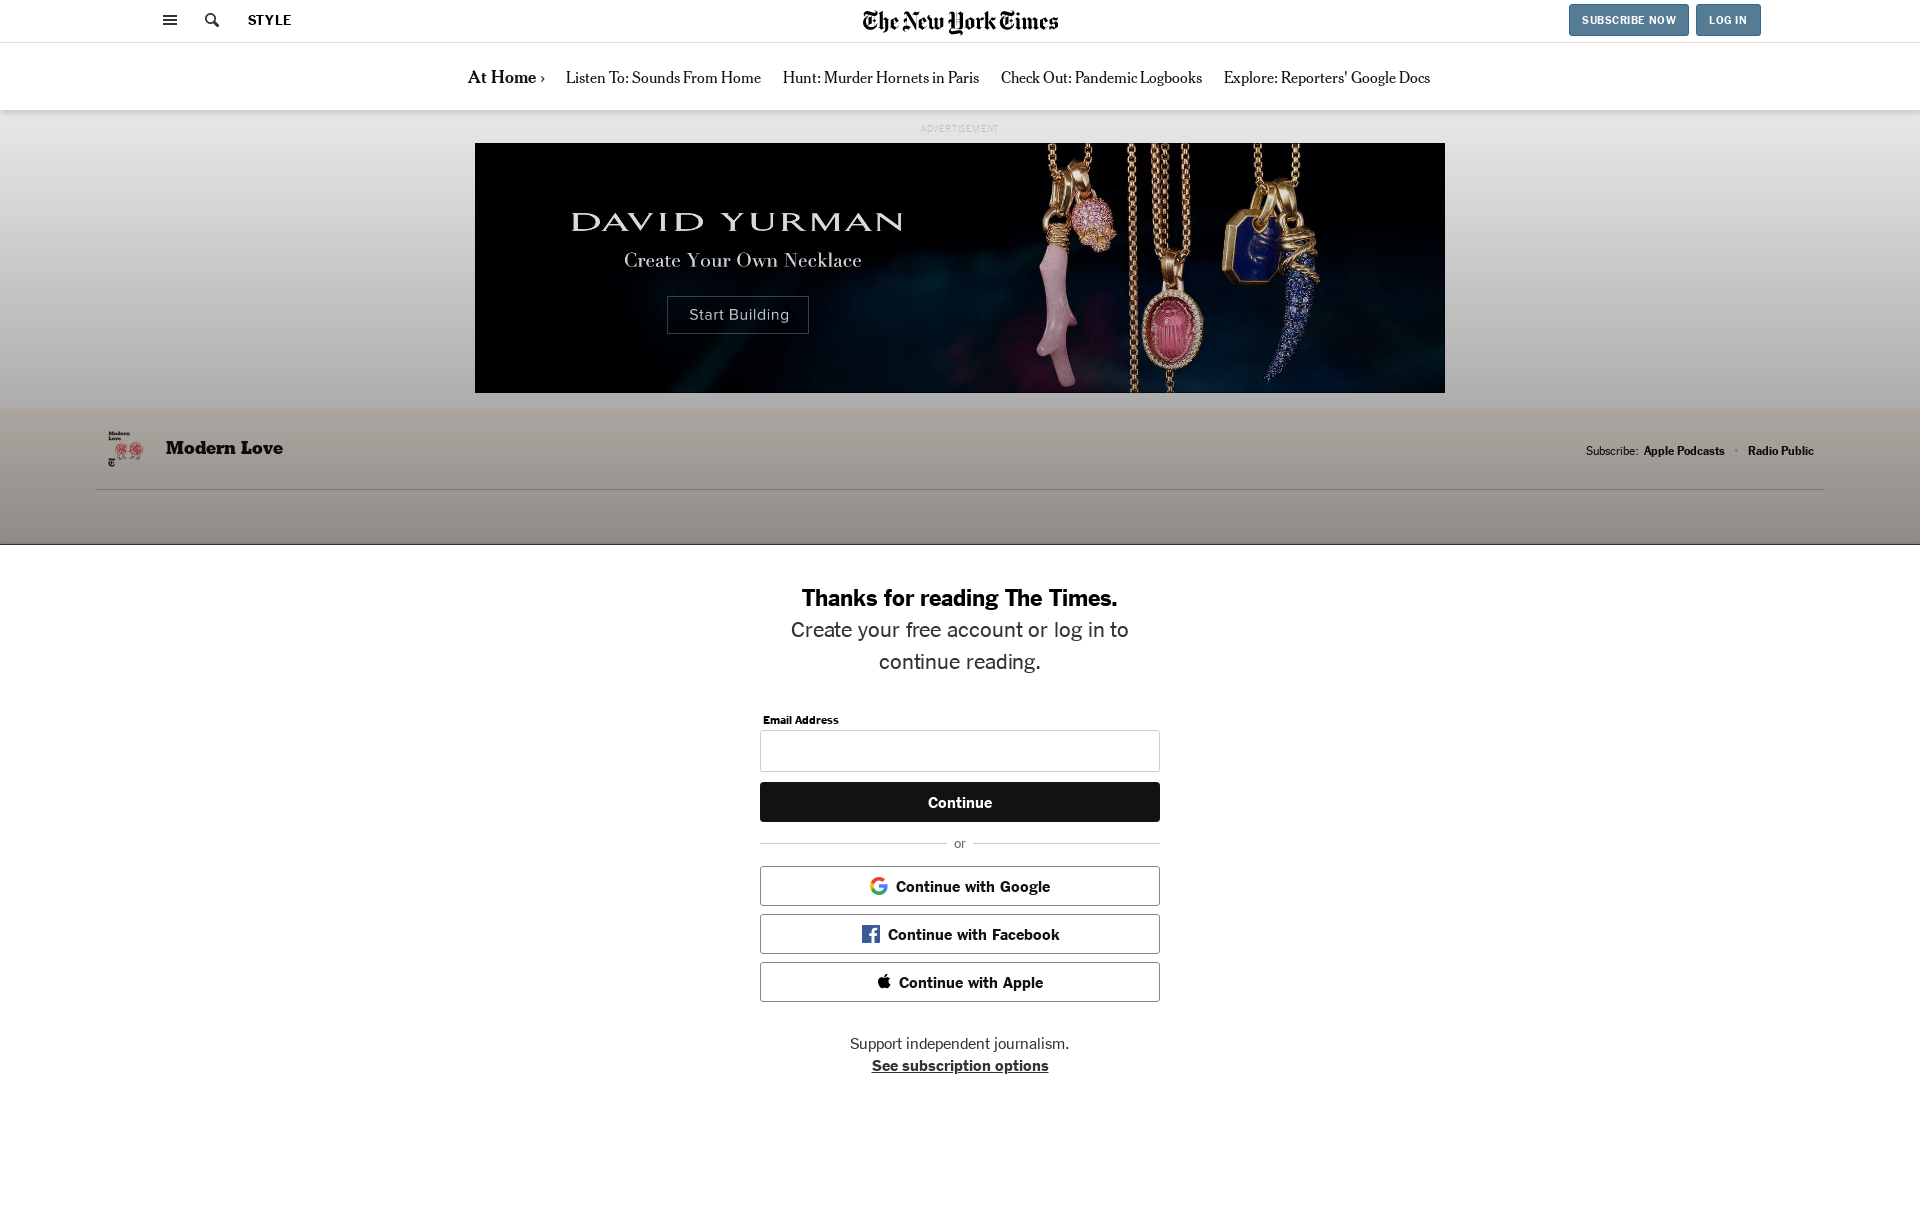 STYLE
The New York Times
SUBSCRIBE NOW
LOG IN
At Home ›
Listen To: Sounds From Home
Hunt: Murder Hornets in Paris
Check Out: Pandemic Logbooks
Explore: Reporters' Google Docs
ADVERTISEMENT
DAVID YURMAN
Create Your Own Necklace
Start Building
Modern
Love
Modern Love
Subscribe: Apple Podcasts • Radio Public
Thanks for reading The Times.
Create your free account or log in to
continue reading.
Email Address
Continue
or
Continue with Google
Continue with Facebook
Continue with Apple
Support independent journalism.
See subscription options